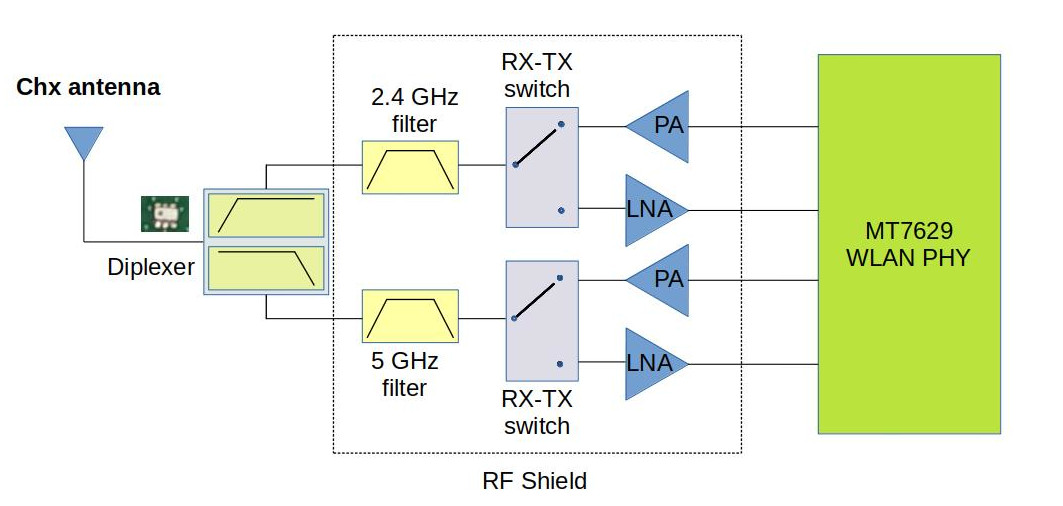 Chx antenna
2.4 GHz
filter
RX-TX
switch
PA
LNA
Diplexer
MT7629
WLAN PHY
PA
LNA
5 GHz
filter
RX-TX
switch
RF Shield